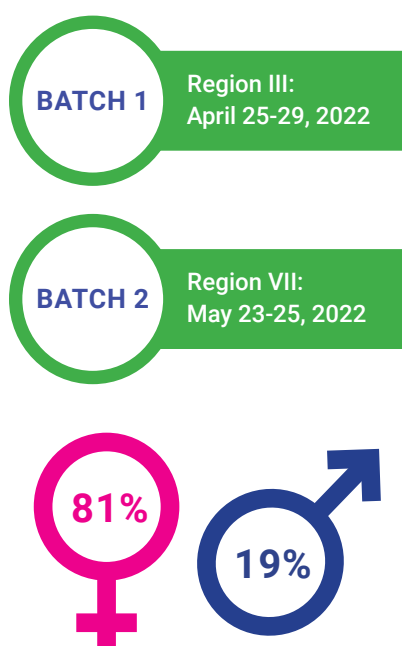 BATCH 1
Region III:
April 25-29, 2022
BATCH 2
Region VII:
May 23-25, 2022
81%
19%